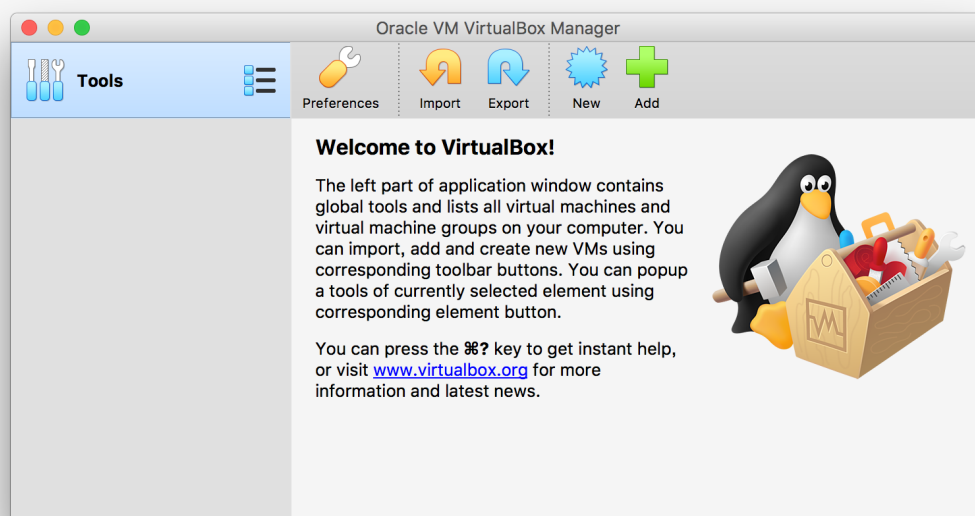 Oracle VM VirtualBox Manager
Tools
Preferences
Import
Export
New
Add
Welcome to VirtualBox!
The left part of application window contains
global tools and lists all virtual machines and
virtual machine groups on your computer. You
can import, add and create new VMs using
corresponding toolbar buttons. You can popup
a tools of currently selected element using
corresponding element button.
You can press the ⌘? key to get instant help,
or visit www.virtualbox.org for more
information and latest news.